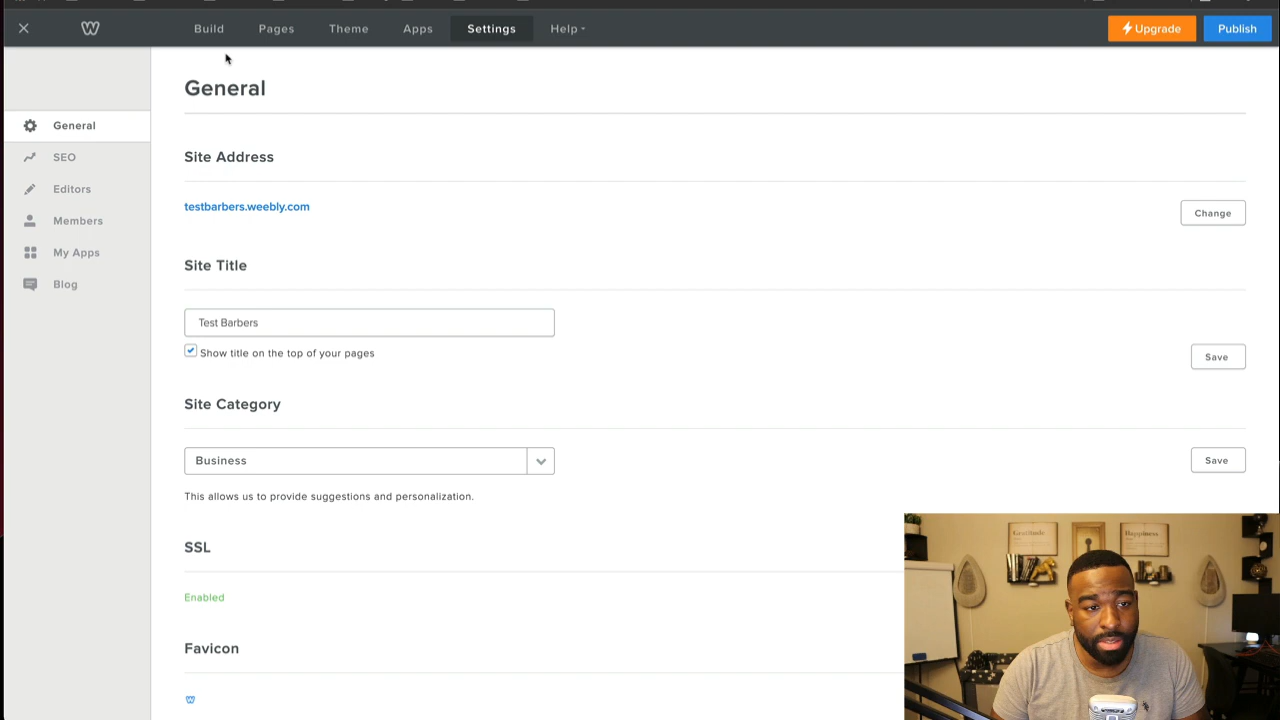 Build Pages Theme Apps Settings Help
Upgrade Publish
General
SEO
Editors
Members
My Apps
Blog
General
Site Address
testbarbers.weebly.com
Change
Site Title
Test Barbers
Show title on the top of your pages
Save
Site Category
Business
Save
This allows us to provide suggestions and personalization.
SSL
Enabled
Favicon
Gratitude
Happiness